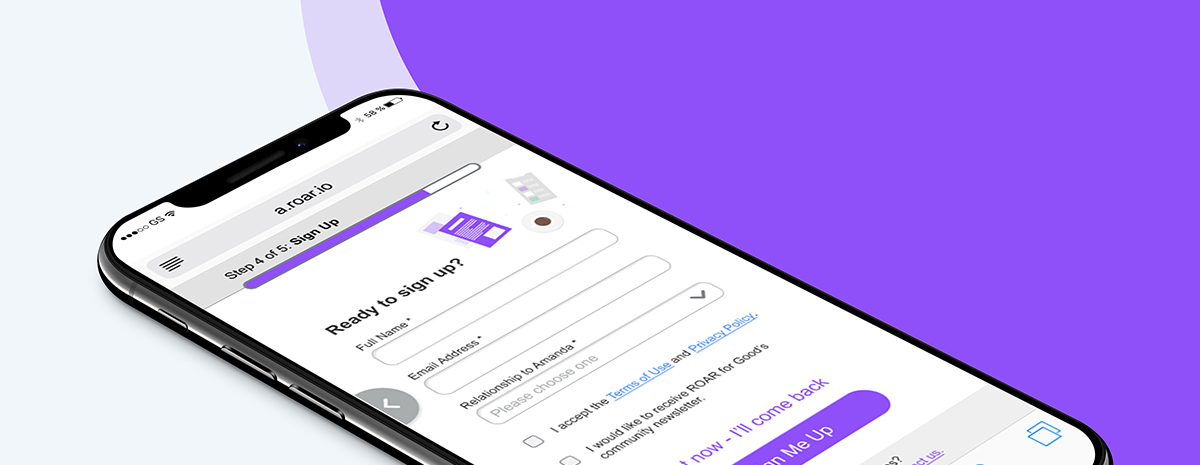 GS
58 %
a.roar.io
Step 4 of 5: Sign Up
Ready to sign up?
Full Name *
Email Address *
Relationship to Amanda *
Please choose one
I accept the Terms of Use and Privacy Policy.
I would like to receive ROAR for Good's
community newsletter.
now - I'll come back
Me Up
us.